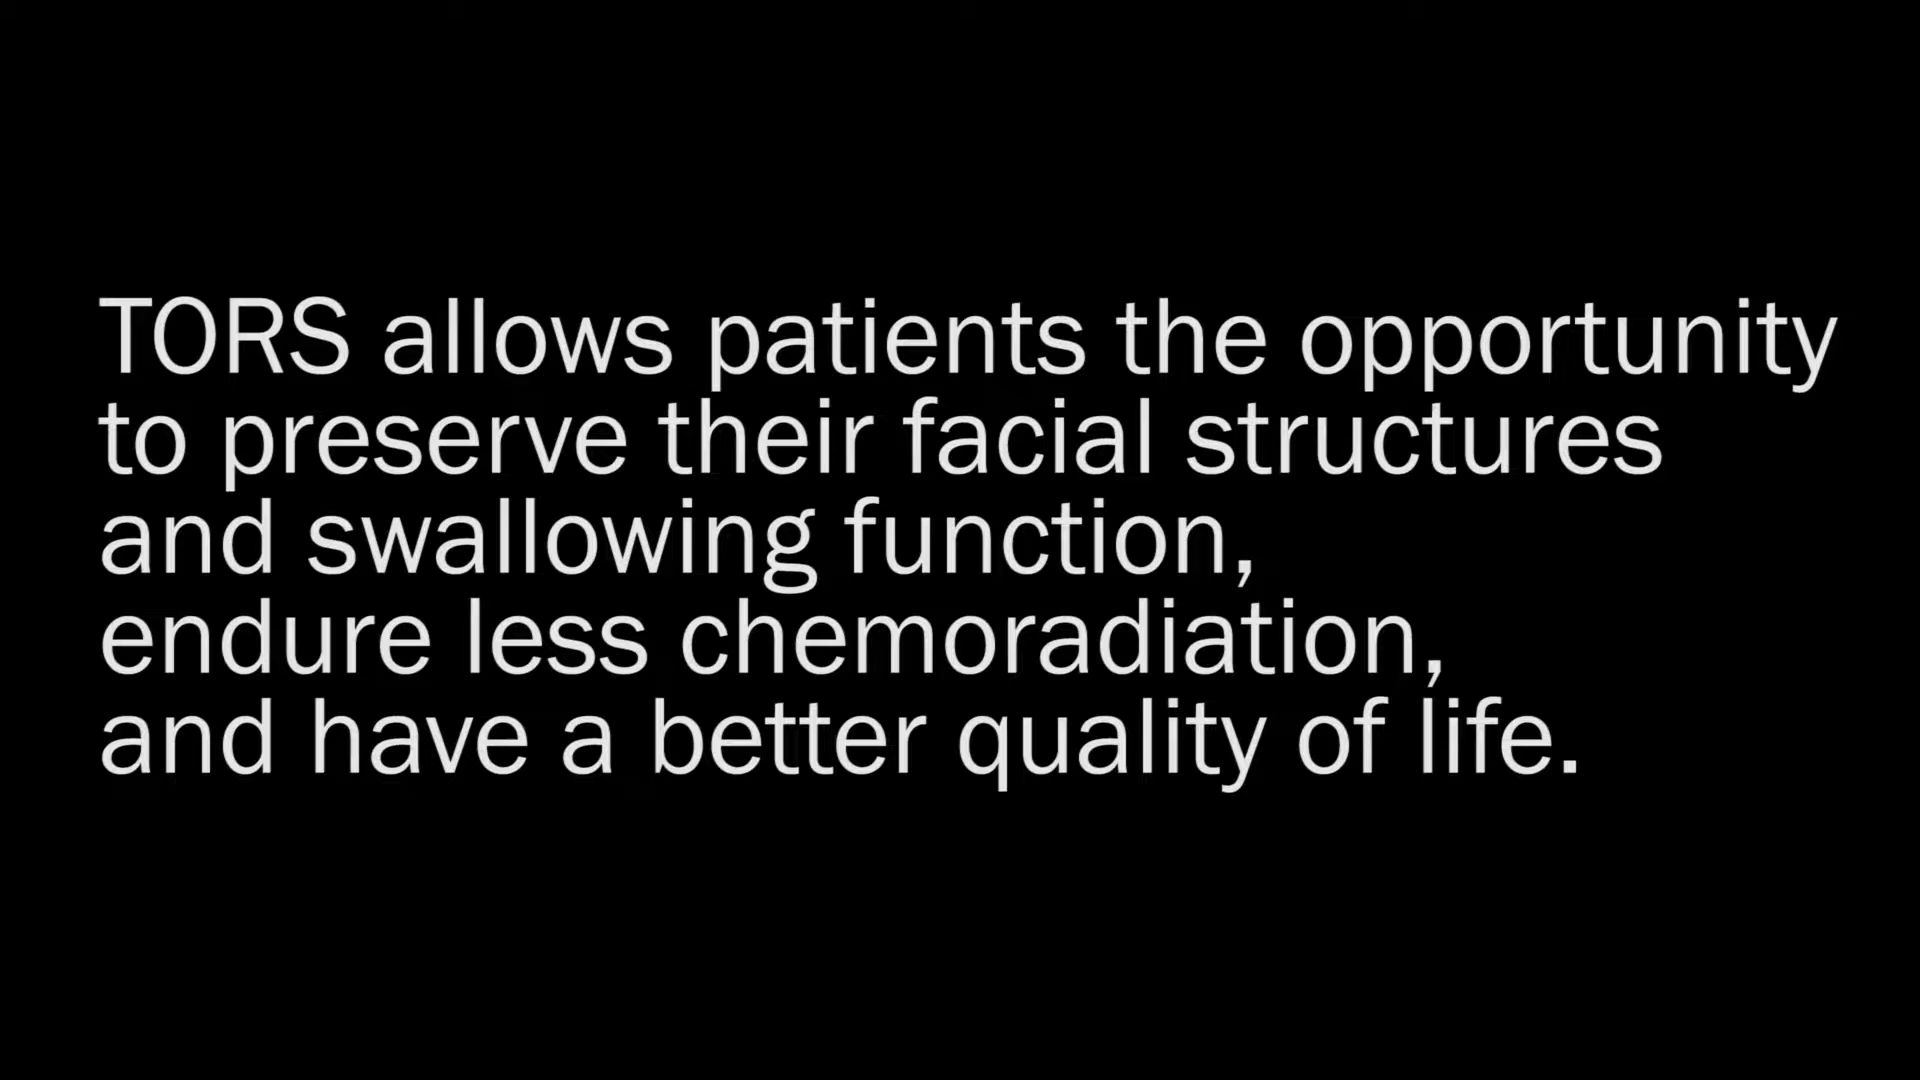 TORS allows patients the opportunity
to preserve their facial structures
and swallowing function,
endure less chemoradiation,
and have a better quality of life.